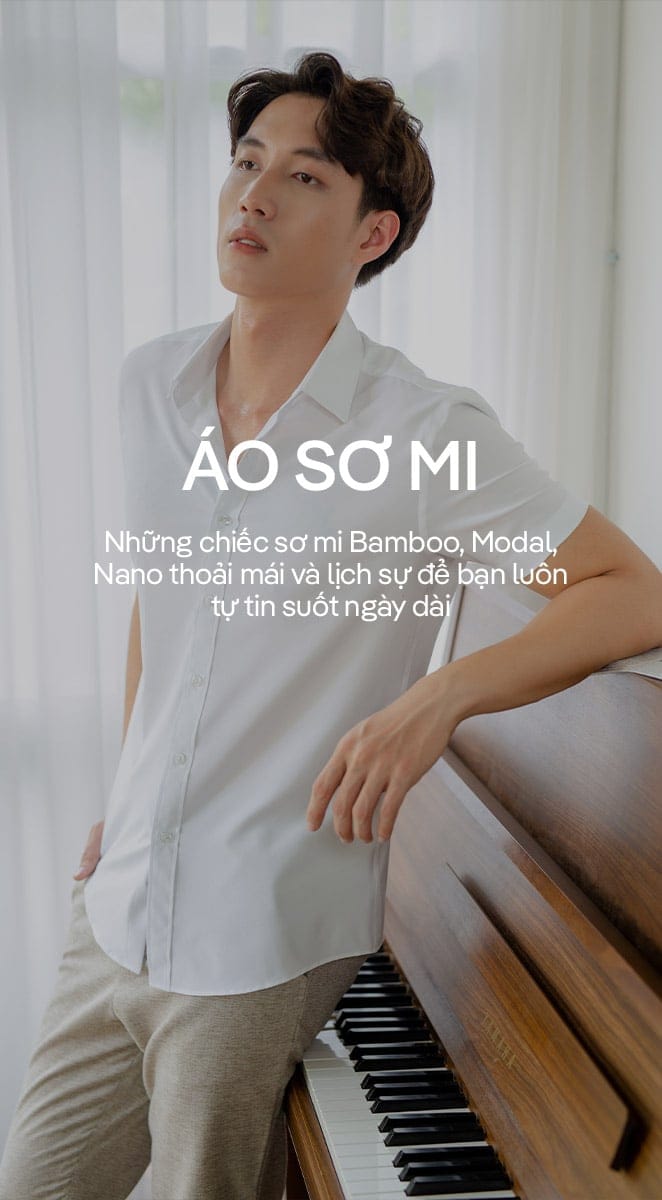 ÁO SƠ MI
Những chiếc sơ mi Bamboo, Modal,
Nano thoải mái và lịch sự để bạn luôn
tự tin suốt ngày dài
YAMAHA